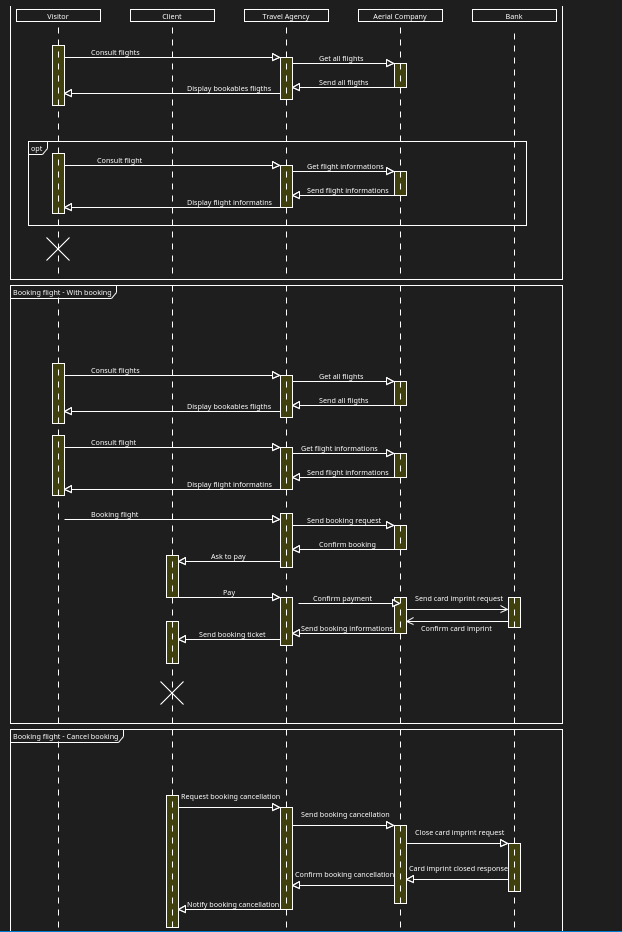 Visitor
Client
Travel Agency
Aerial Company
Bank
Consult flights
Get all flights
Send all fligths
Display bookables fligths
opt
Consult flight
Get flight informations
Send flight informations
Display flight informatins
Booking flight - With booking
Consult flights
Get all flights
Send all fligths
Display bookables fligths
Consult flight
Get flight informations
Send flight informations
Display flight informatins
Booking flight
Send booking request
Confirm booking
Ask to pay
Pay
Confirm payment
Send card imprint request
Confirm card imprint
Send booking informations
Send booking ticket
Booking flight - Cancel booking
Request booking cancellation
Send booking cancellation
Close card imprint request
Card imprint closed response
Confirm booking cancellation
Notify booking cancellation